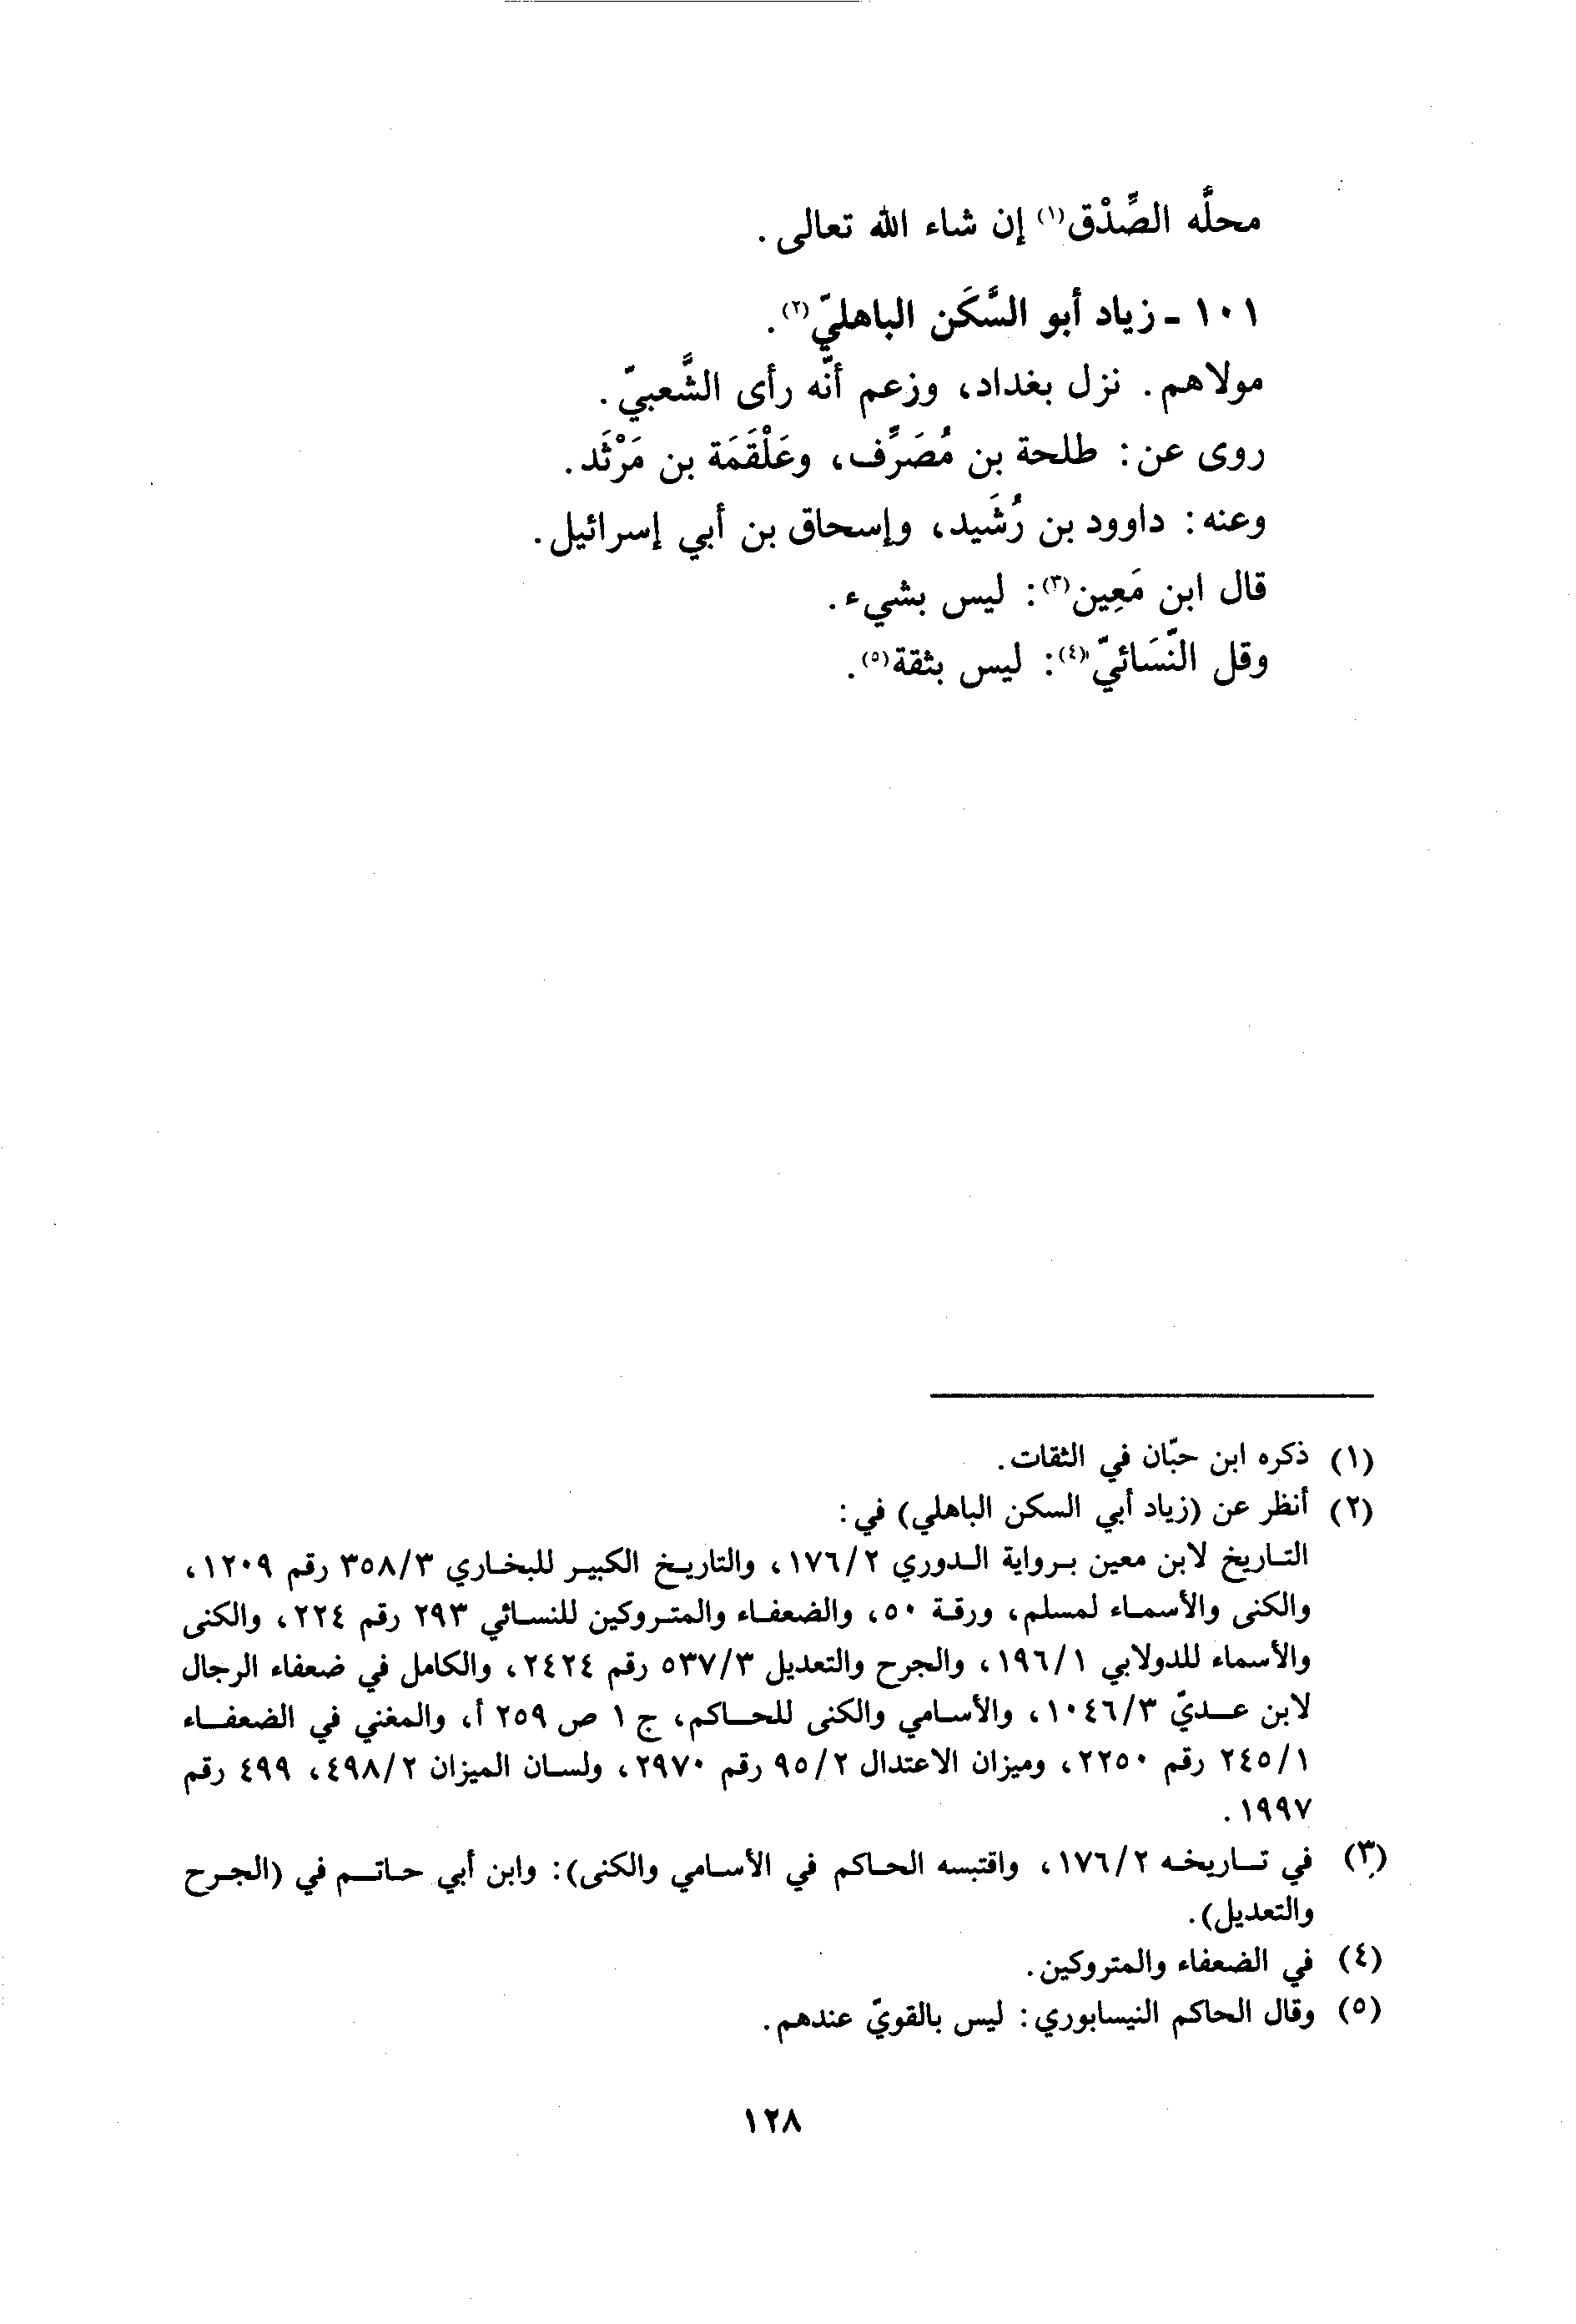 محلَّه الصِّدْق(١) إن شاء الله تعالى.
١٠١ - زياد أبو السَّكَن الباهليّ(٢).
مولاهم. نزل بغداد، وزعم أنّه رأى الشَّعبيّ.
روى عن: طلحة بن مُصَرِّف، وعَلْقَمَة بن مَرْثَد.
وعنه: داوود بن رُشَيد، وإسحاق بن أبي إسرائيل.
قال ابن مَعِين(٣): ليس بشيء.
وقل النّسَائيّ(٤): ليس بثقة(٥).
(١) ذكره ابن حبّان في الثقات.
(٢) أنظر عن (زياد أبي السكن الباهلي) في:
التاريخ لابن معين برواية الدوري ١٧٦/٢، والتاريخ الكبير للبخاري ٣٥٨/٣ رقم ١٢٠٩،
والكنى والأسماء لمسلم، ورقة ٥٠، والضعفاء والمتروكين للنسائي ٢٩٣ رقم ٢٢٤، والكنى
والأسماء للدولابي ١٩٦/١، والجرح والتعديل ٥٣٧/٣ رقم ٢٤٢٤، والكامل في ضعفاء الرجال
لابن عديّ ١٠٤٦/٣، والأسامي والكنى للحاكم، ج ١ ص ٢٥٩ أ، والمغني في الضعفاء
٢٤٥/١ رقم ٢٢٥٠، وميزان الاعتدال ٩٥/٢ رقم ٢٩٧٠، ولسان الميزان ٤٩٨/٢، ٤٩٩ رقم
١٩٩٧.
(٣) في تاريخه ١٧٦/٢، واقتبسه الحاكم في الأسامي والكنى): وابن أبي حاتم في (الجرح
والتعديل).
(٤) في الضعفاء والمتروكين.
(٥) وقال الحاكم النيسابوري: ليس بالقويّ عندهم.
١٢٨